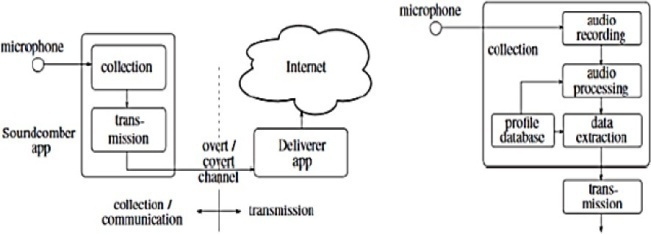 microphone
collection
trans-
mission
Soundcomber
app
Internet
overt /
covert
channel
Deliverer
app
collection /
communication
transmission
microphone
collection
audio
recording
audio
processing
profile
database
data
extraction
trans-
mission